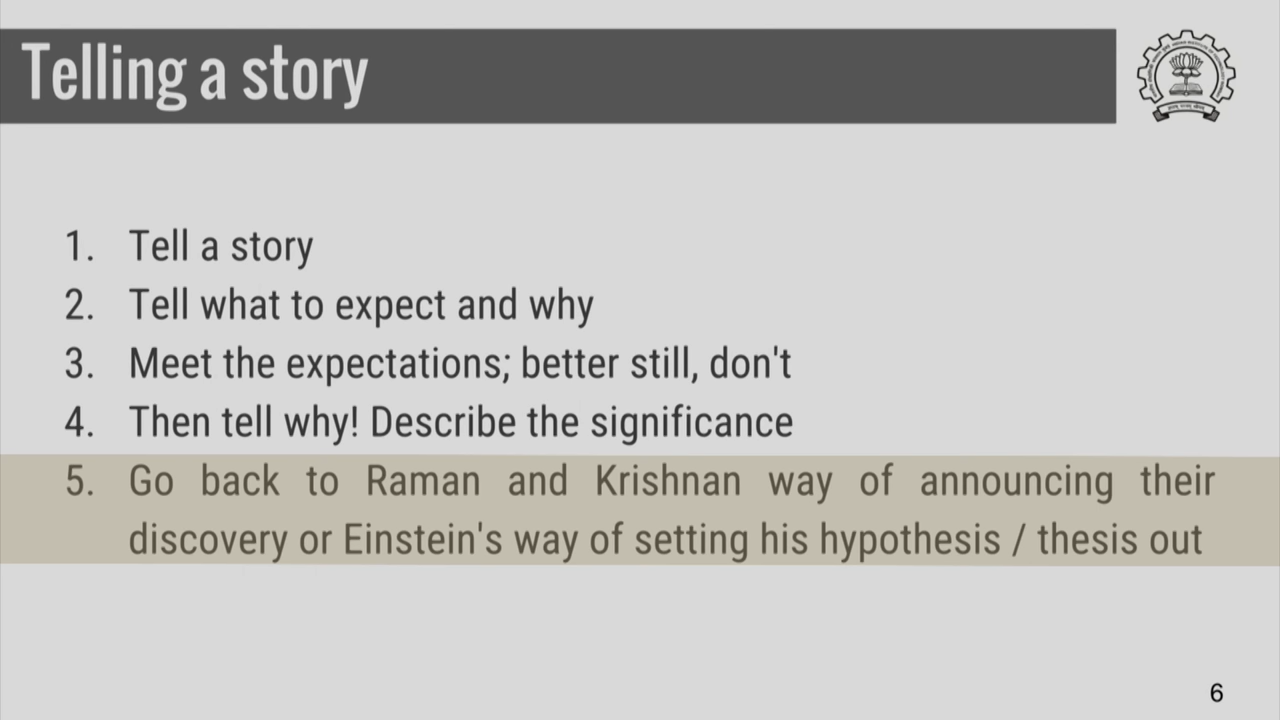 Telling a story
1. Tell a story
2. Tell what to expect and why
3. Meet the expectations; better still, don't
4. Then tell why! Describe the significance
5. Go back to Raman and Krishnan way of announcing their
discovery or Einstein's way of setting his hypothesis / thesis out
6